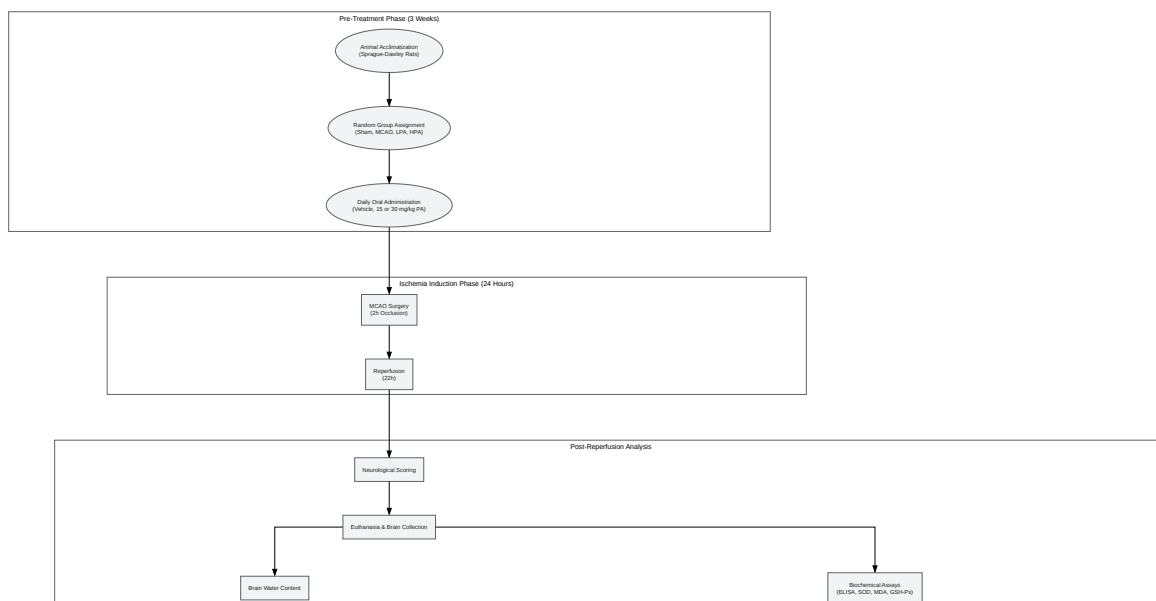 Pre-Treatment Phase (3 Weeks)
Animal Acclimatization
(Sprague-Dawley Rats)
Random Group Assignment
(Sham, MCAO, LPA, HPA)
Daily Oral Administration
(Vehicle, 15 or 30 mg/kg PA)
Ischemia Induction Phase (24 Hours)
MCAO Surgery
(2h Occlusion)
Reperfusion
(22h)
Post-Reperfusion Analysis
Neurological Scoring
Euthanasia & Brain Collection
Brain Water Content
Biochemical Assays
(ELISA, SOD, MDA, GSH-Px)